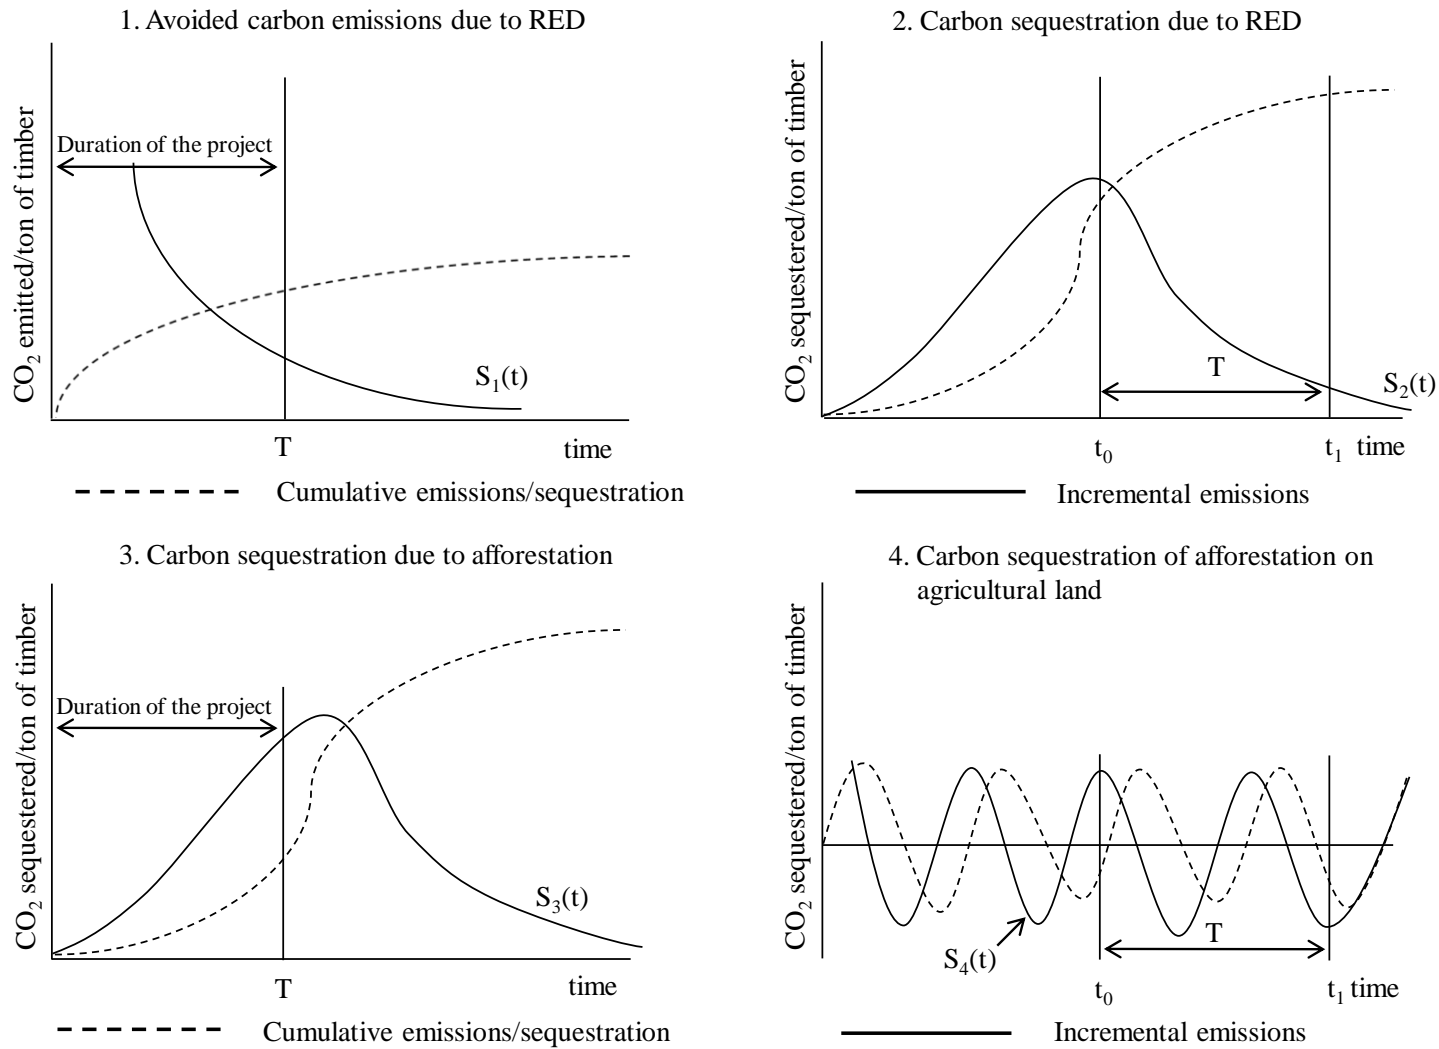 1. Avoided carbon emissions due to RED
CO2 emitted/ton of timber
Duration of the project
S1(t)
T
time
Cumulative emissions/sequestration
2. Carbon sequestration due to RED
CO2 sequestered/ton of timber
T
S2(t)
t0
t1 time
Incremental emissions
3. Carbon sequestration due to afforestation
CO2 sequestered/ton of timber
Duration of the project
S3(t)
T
time
Cumulative emissions/sequestration
4. Carbon sequestration of afforestation on
agricultural land
CO2 sequestered/ton of timber
T
S4(t)
t0
t1 time
Incremental emissions